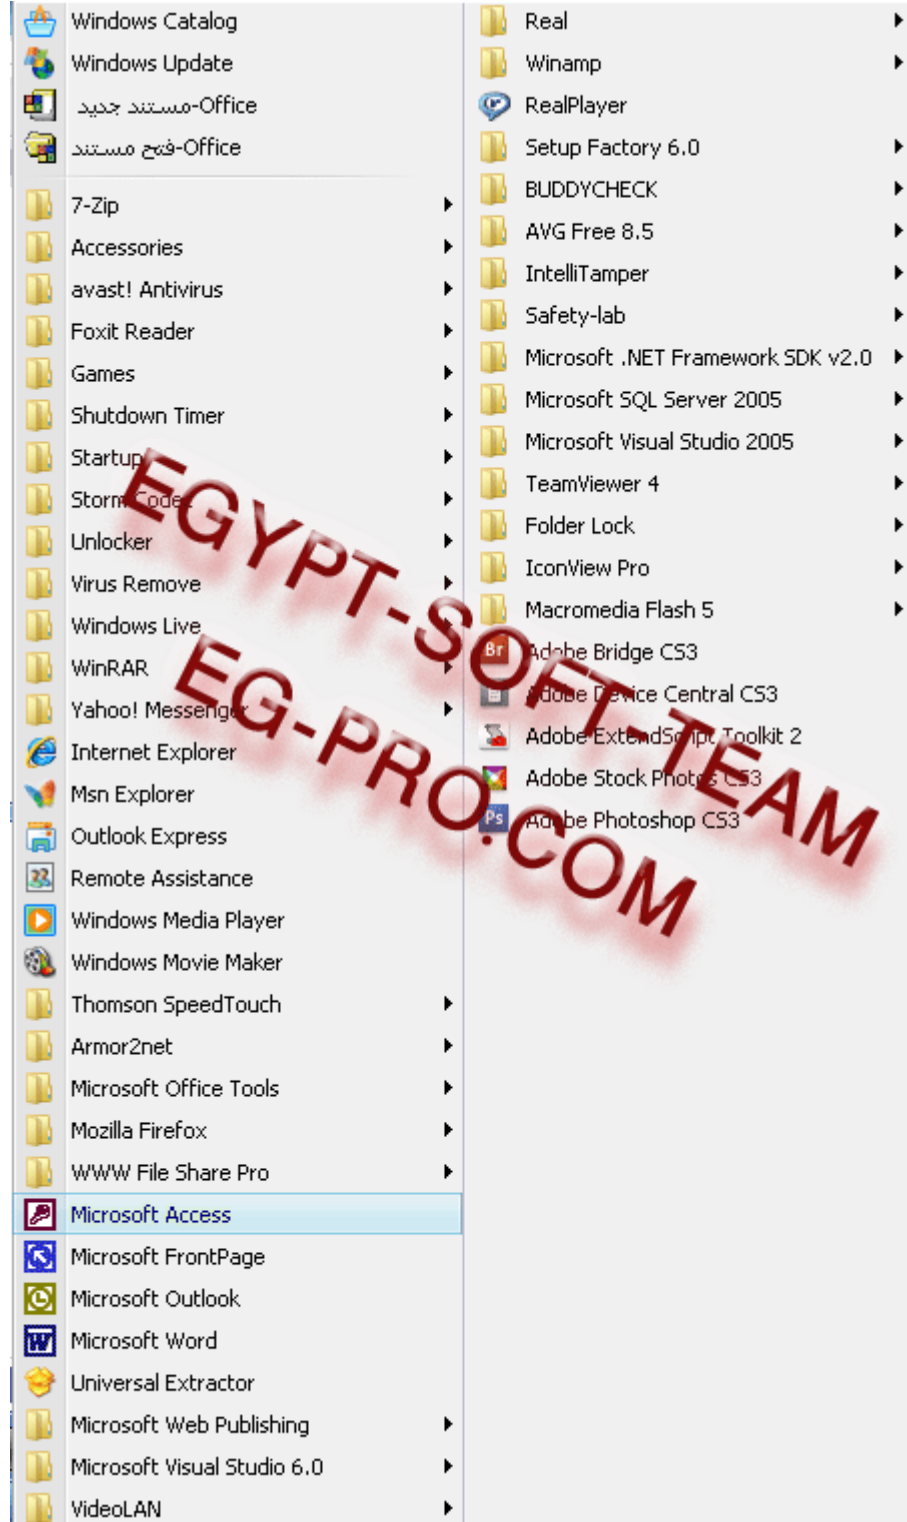 Windows Catalog
Windows Update
Office-مستند جديد
Office-فتح مستند
7-Zip
Accessories
avast! Antivirus
Foxit Reader
Games
Shutdown Timer
Startup
Storm Codec
Unlocker
Virus Remove
Windows Live
WinRAR
Yahoo! Messenger
Internet Explorer
Msn Explorer
Outlook Express
Remote Assistance
Windows Media Player
Windows Movie Maker
Thomson SpeedTouch
Armor2net
Microsoft Office Tools
Mozilla Firefox
WWW File Share Pro
Microsoft Access
Microsoft FrontPage
Microsoft Outlook
Microsoft Word
Universal Extractor
Microsoft Web Publishing
Microsoft Visual Studio 6.0
VideoLAN
Real
Winamp
RealPlayer
Setup Factory 6.0
BUDDYCHECK
AVG Free 8.5
IntelliTamper
Safety-lab
Microsoft .NET Framework SDK v2.0
Microsoft SQL Server 2005
Microsoft Visual Studio 2005
TeamViewer 4
Folder Lock
IconView Pro
Macromedia Flash 5
Br Adobe Bridge CS3
Adobe Device Central CS3
Adobe ExtendScript Toolkit 2
Adobe Stock Photos CS3
Ps Adobe Photoshop CS3
EGYPT-SOFT-TEAM
EG-PRO.COM